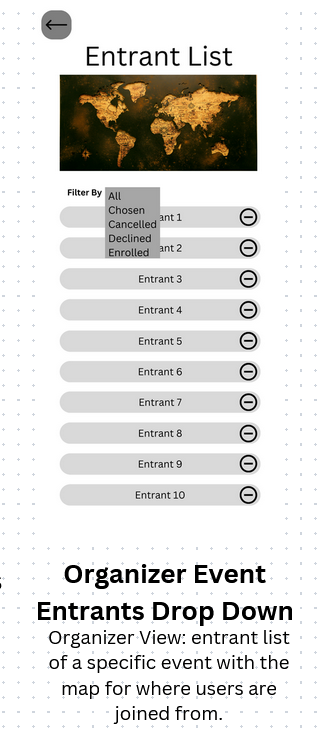 Entrant List
Filter By
All
Chosen
Cancelled
Declined
Enrolled
ant 1
ant 2
Entrant 3
Entrant 4
Entrant 5
Entrant 6
Entrant 7
Entrant 8
Entrant 9
Entrant 10
Organizer Event
Entrants Drop Down
Organizer View: entrant list
of a specific event with the
map for where users are
joined from.